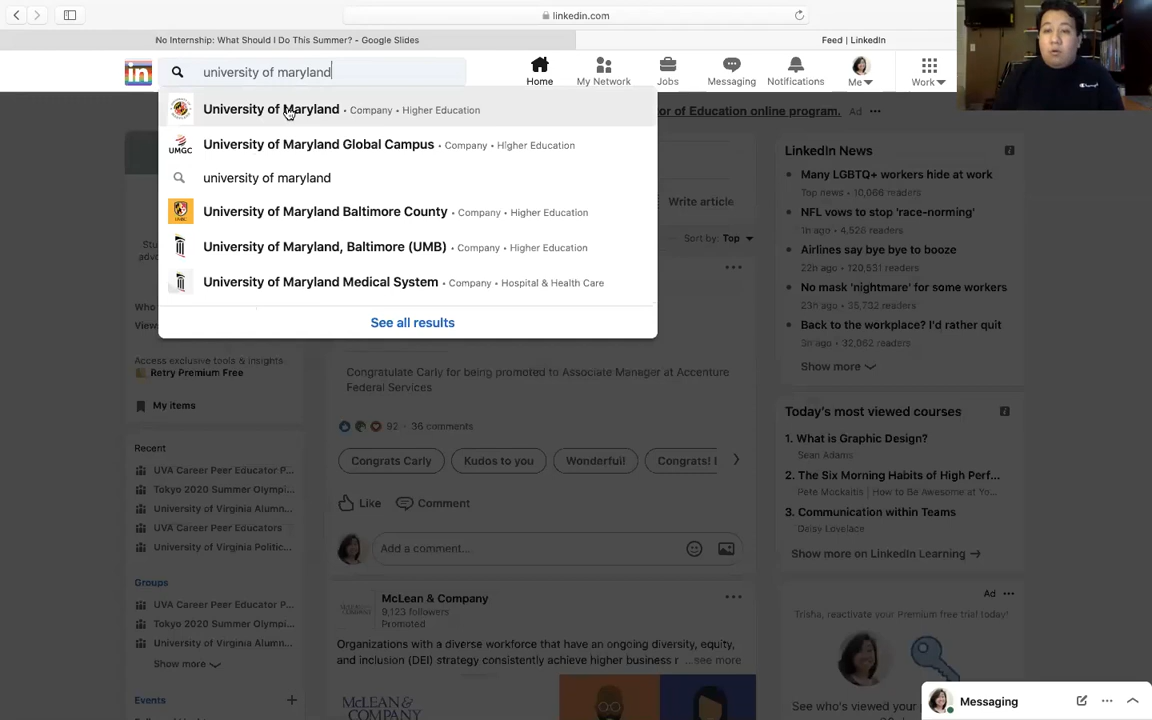 linkedin.com
No Internship: What Should I Do This Summer? - Google Slides
Feed | LinkedIn
in
university of maryland
Home
My Network
Jobs
Messaging
Notifications
Me
Work
University of Maryland • Company • Higher Education
UMGC University of Maryland Global Campus • Company • Higher Education
university of maryland
University of Maryland Baltimore County • Company • Higher Education
University of Maryland, Baltimore (UMB) • Company • Higher Education
University of Maryland Medical System • Company • Hospital & Health Care
See all results
or of Education online program. Ad •••
Write article
Sort by: Top
Stu
adv
Who
View
Access exclusive tools & insights
Retry Premium Free
My items
Recent
UVA Career Peer Educator P...
Tokyo 2020 Summer Olympi...
University of Virginia Alumn...
UVA Career Peer Educators
University of Virginia Politic...
Groups
UVA Career Peer Educator P...
Tokyo 2020 Summer Olympi...
University of Virginia Alumn...
Show more
Events
Congratulate Carly for being promoted to Associate Manager at Accenture
Federal Services
92 • 36 comments
Congrats Carly
Kudos to you
Wonderful!
Congrats!
Like
Comment
Add a comment...
McLean & Company
9,123 followers
Promoted
Organizations with a diverse workforce that have an ongoing diversity, equity,
and inclusion (DEI) strategy consistently achieve higher business r ...see more
McLEAN &
LinkedIn News
Many LGBTQ+ workers hide at work
Top news • 10,066 readers
NFL vows to stop 'race-norming'
1h ago • 4,528 readers
Airlines say bye bye to booze
22h ago • 120,531 readers
No mask 'nightmare' for some workers
23h ago • 35,732 readers
Back to the workplace? I'd rather quit
3h ago • 32,062 readers
Show more
Today's most viewed courses
1. What is Graphic Design?
Sean Adams
2. The Six Morning Habits of High Perf...
Pete Mockaitis | How to Be Awesome at Yo...
3. Communication within Teams
Daisy Lovelace
Show more on LinkedIn Learning →
Ad •••
Trisha, reactivate your Premium free trial today!
See who's viewed your
Messaging
Champion